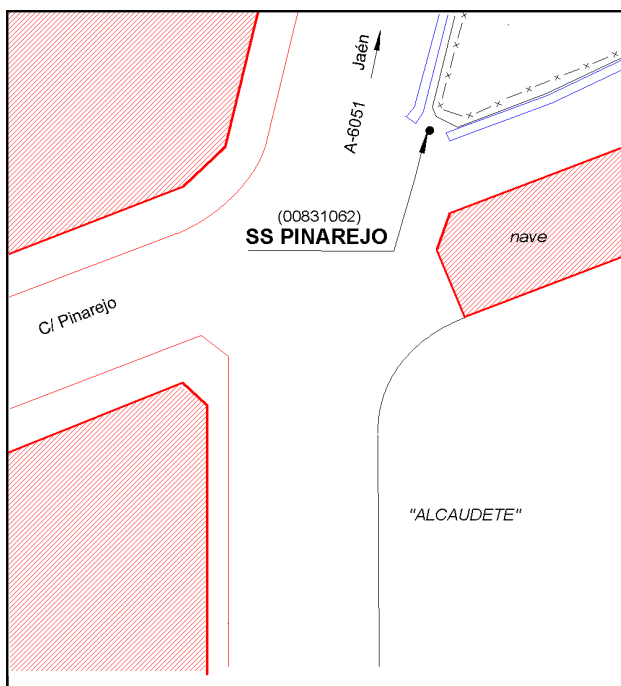 Jaén
A-6051
(00831062)
SS PINAREJO
nave
C/ Pinarejo
"ALCAUDETE"